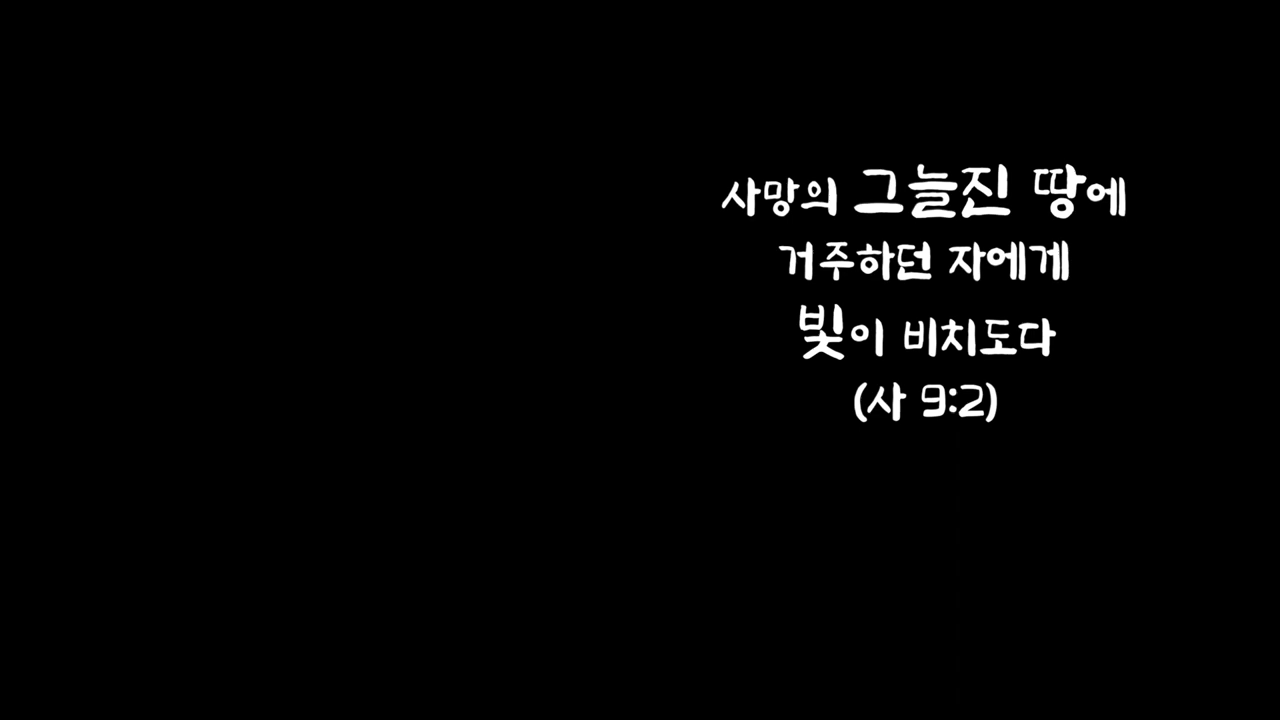 사망의 그늘진 땅에
거주하던 자에게
빛이 비치도다
(사 9:2)